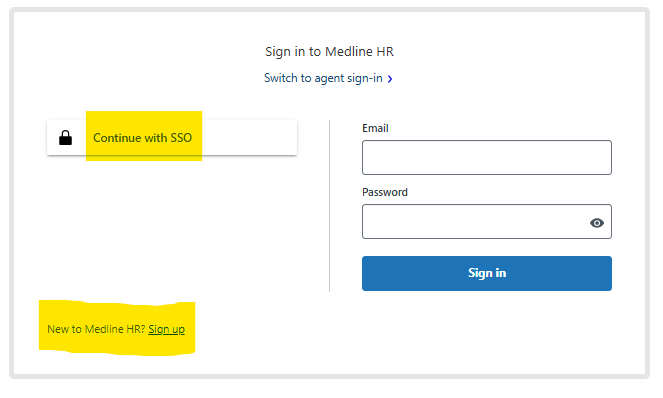 Sign in to Medline HR
Switch to agent sign-in ›
Continue with SSO
Email
Password
Sign in
New to Medline HR? Sign up